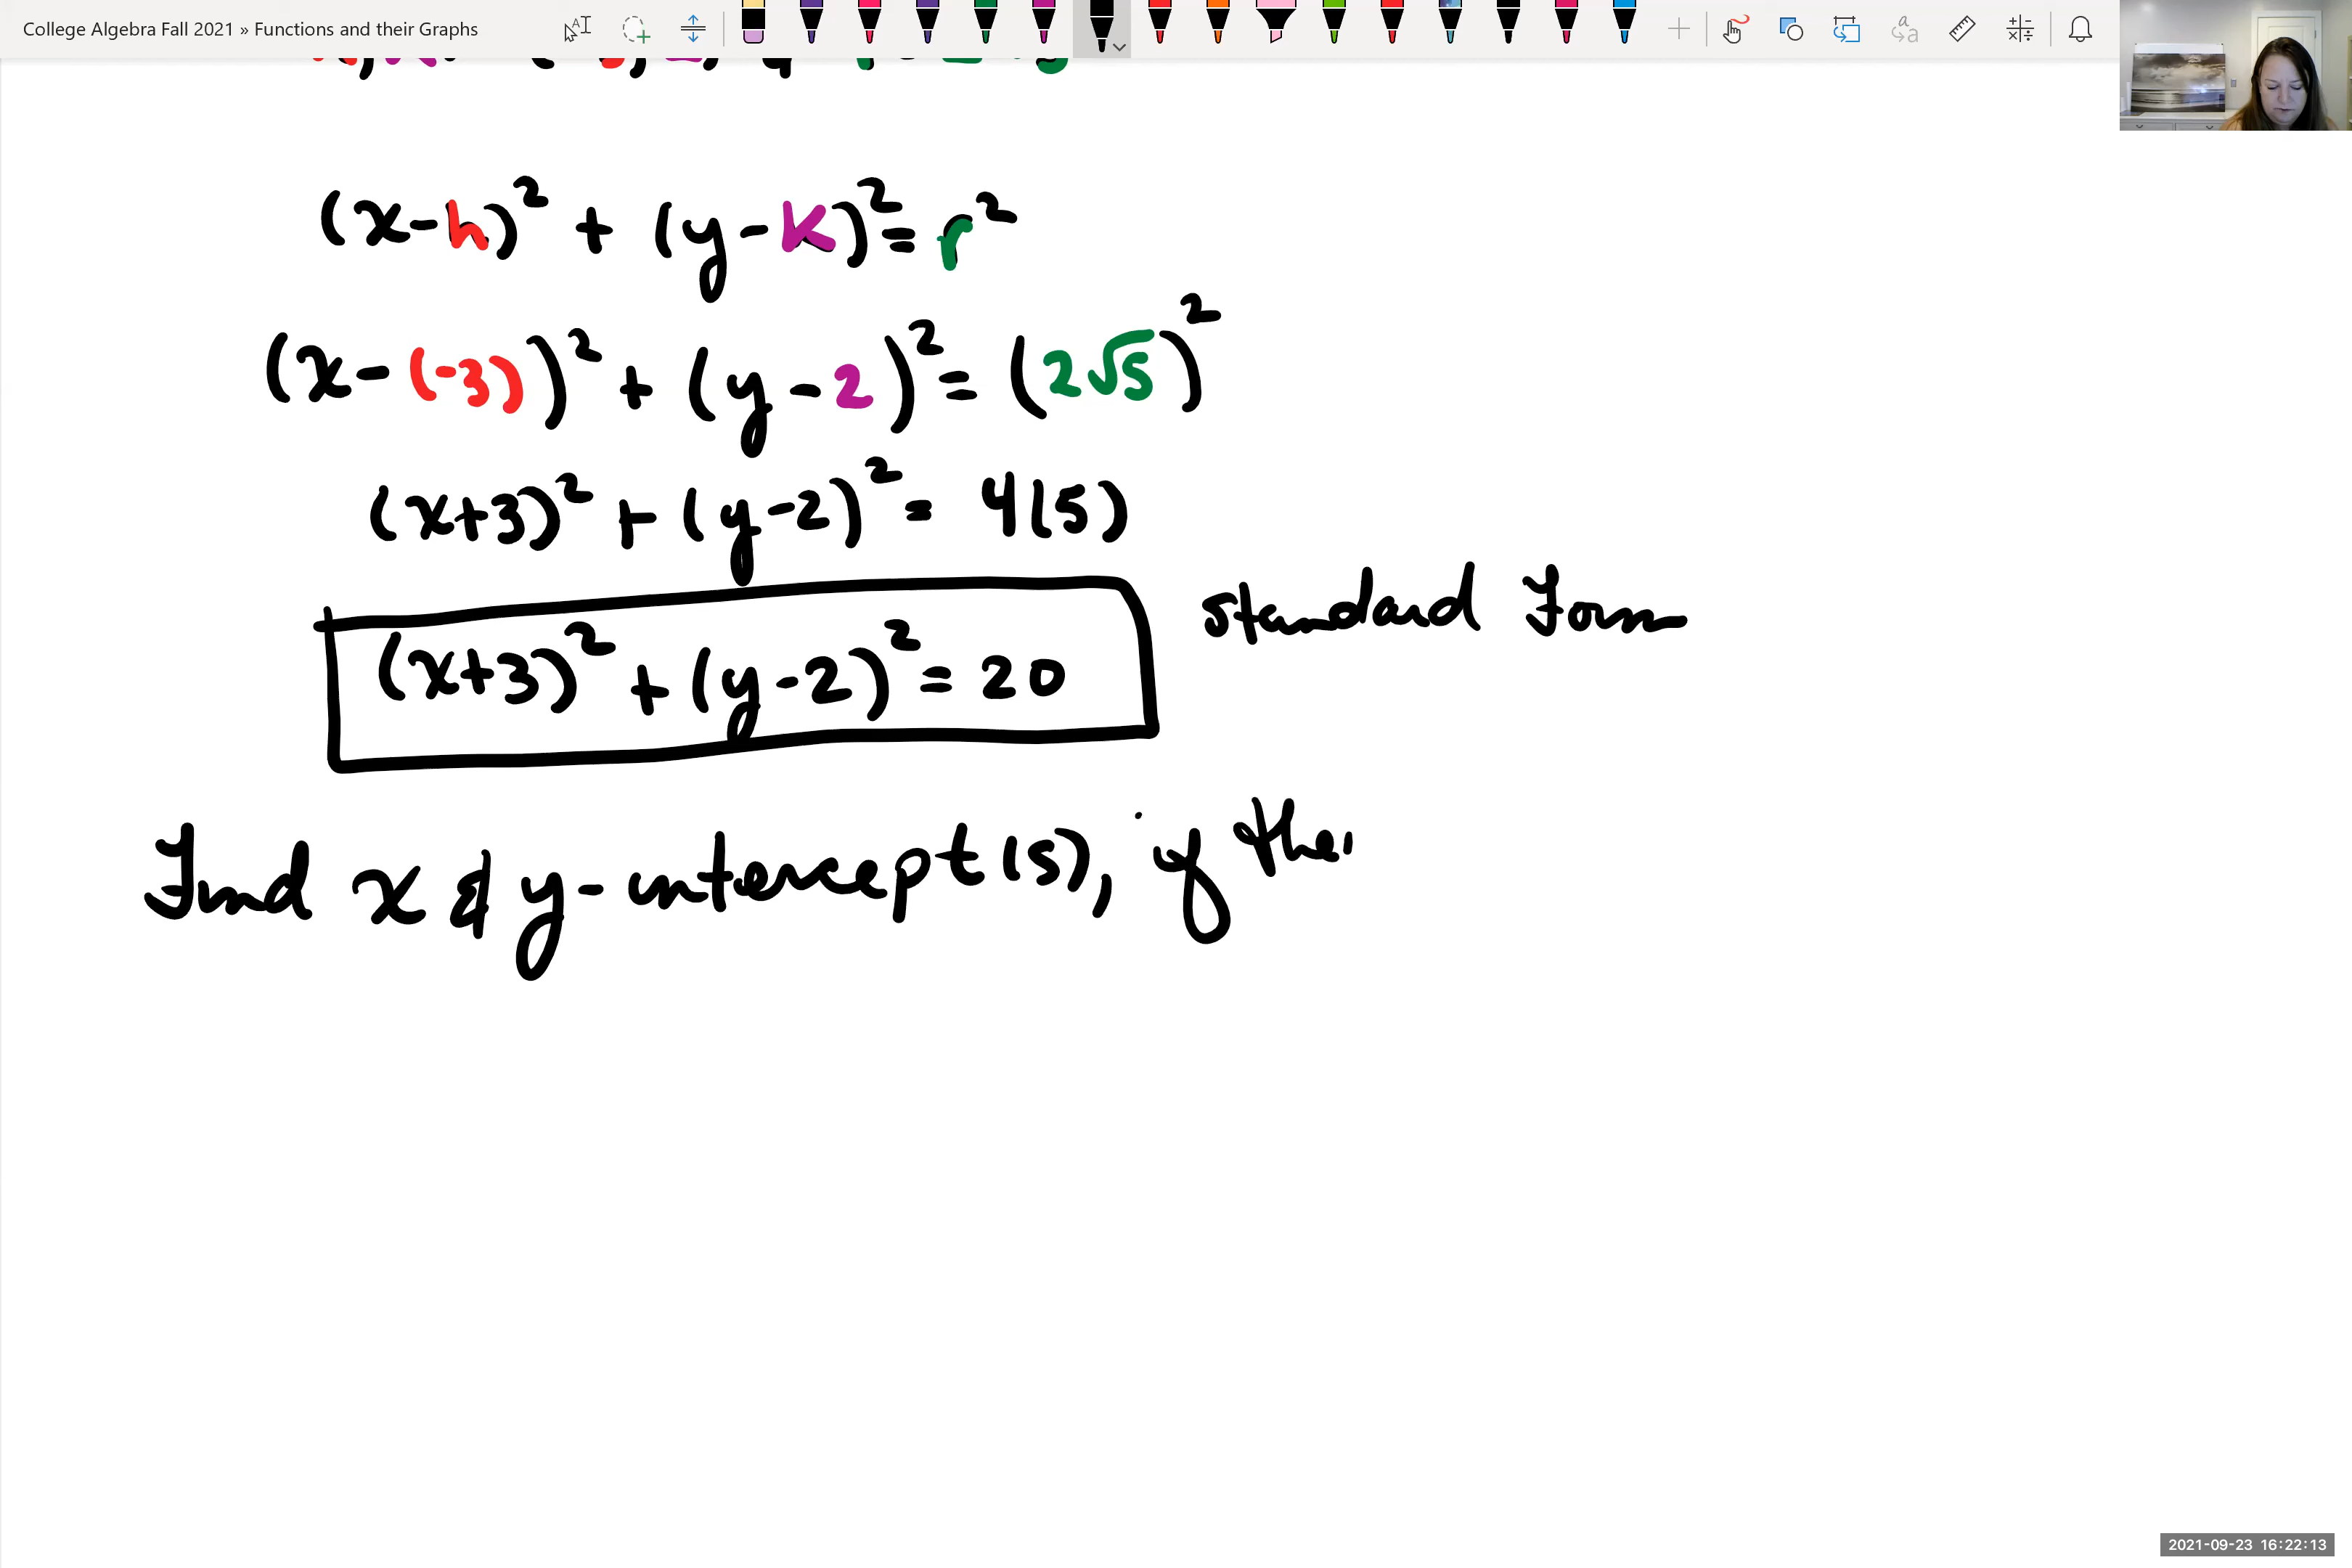 College Algebra Fall 2021 » Functions and their Graphs
(x-h)² + (y-k)² = r²
(x-(-3))² + (y-2)² = (2√5)²
(x+3)² + (y-2)² = 4(5)
(x+3)² + (y-2)² = 20
Standard Form
Find x & y-intercept(s), if the
2021-09-23 16:22:13